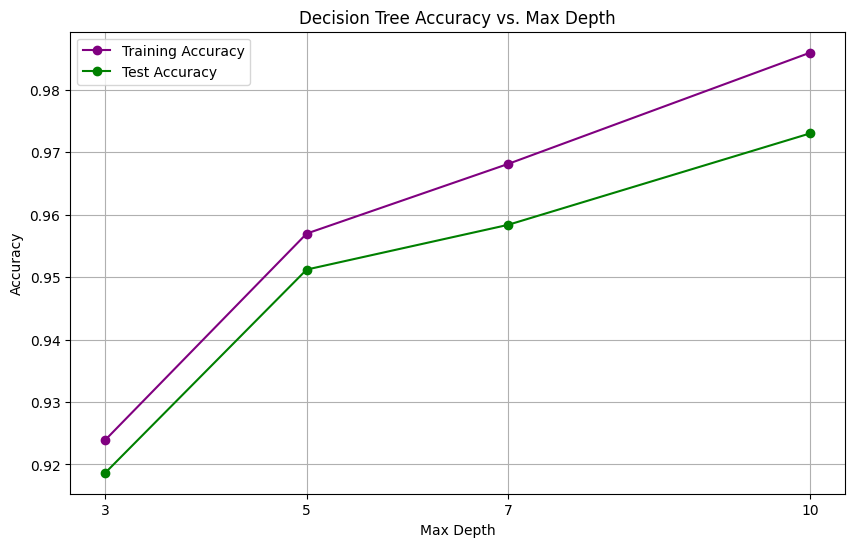 Decision Tree Accuracy vs. Max Depth
Training Accuracy
Test Accuracy
0.98
0.97
0.96
0.95
0.94
0.93
0.92
Accuracy
3
5
7
10
Max Depth